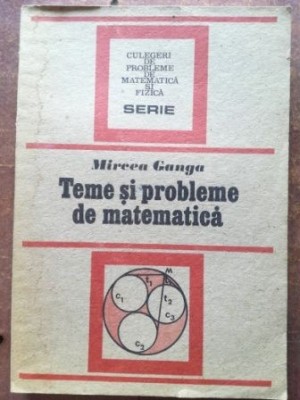 CULEGERI
DE
PROBLEME
DE
MATEMATICĂ
SI
FIZICĂ
SERIE
Mircea Ganga
Teme și probleme
de matematică
M
t₁
t₂
C₁
C₃
C₂